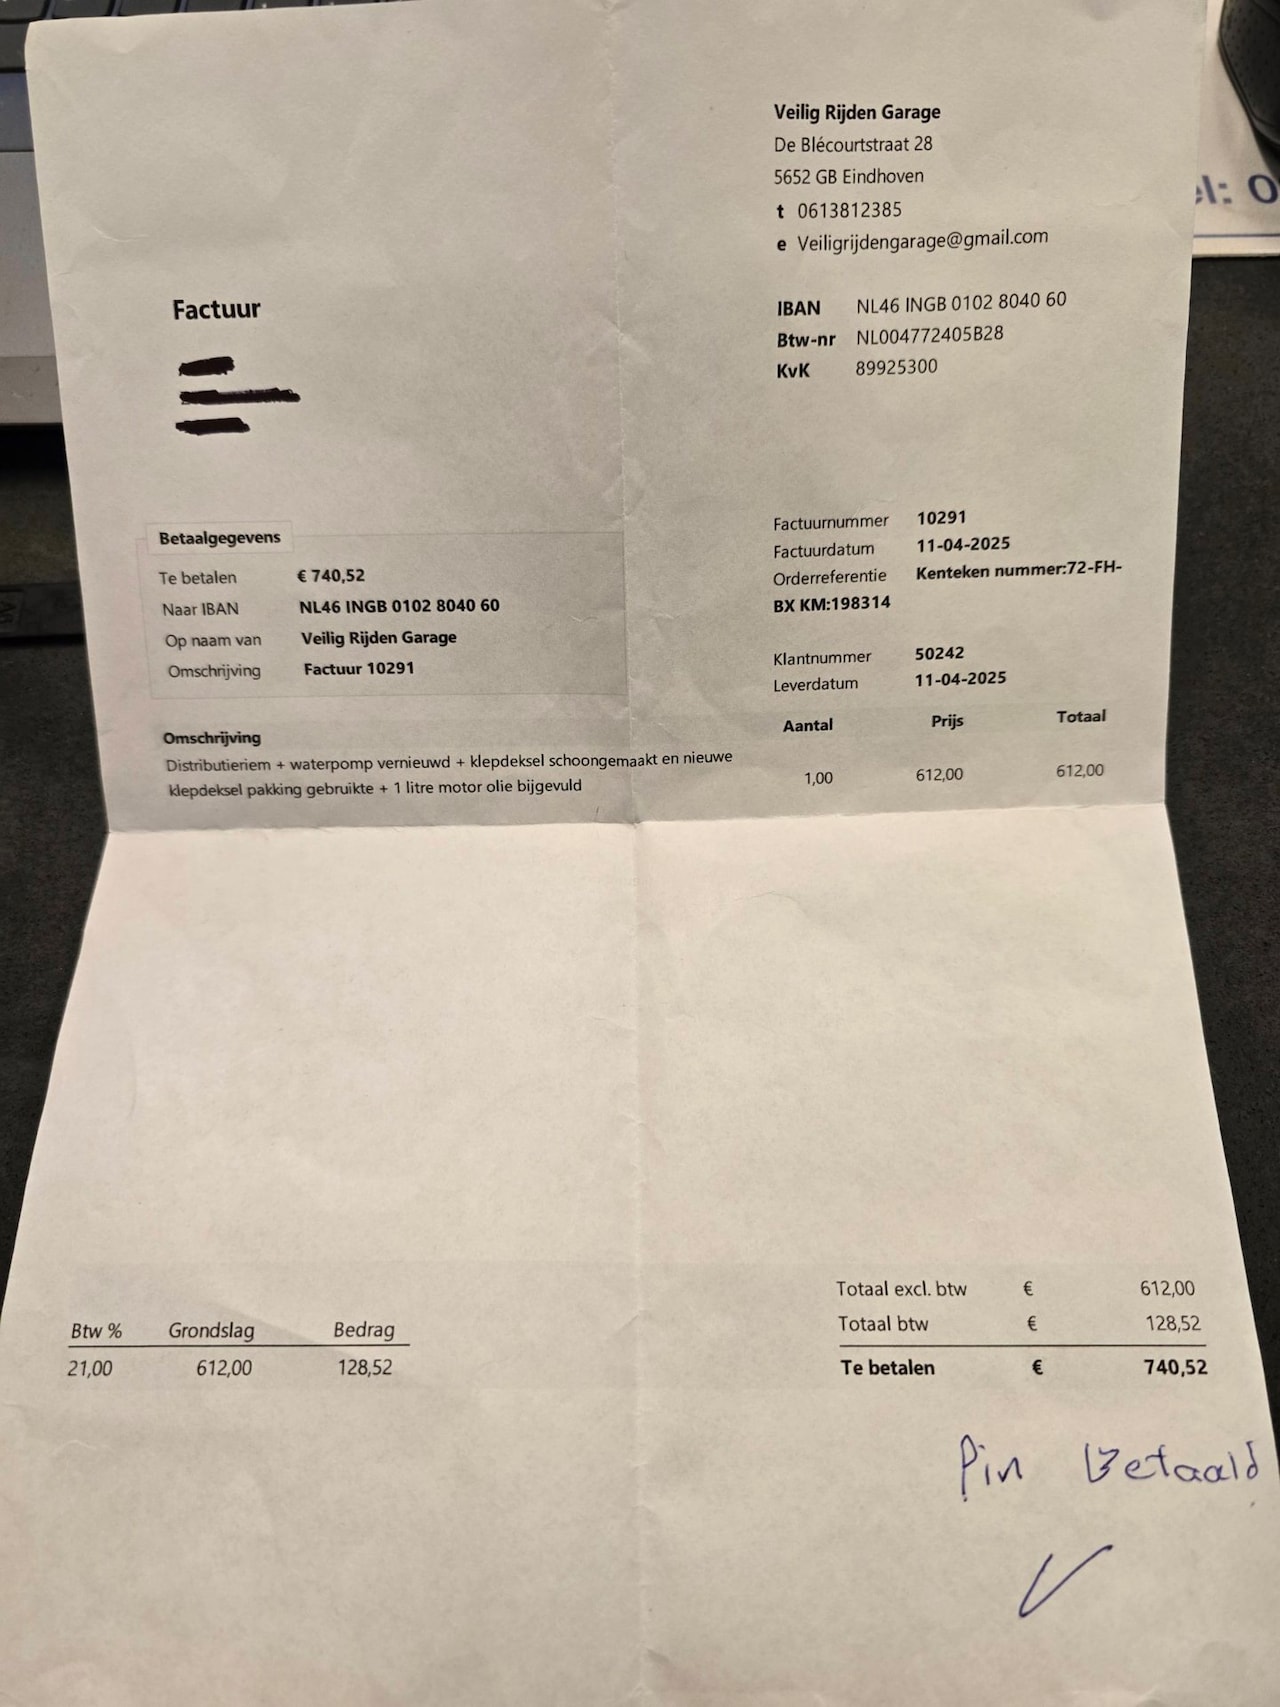 Veilig Rijden Garage
De Blécourtstraat 28
5652 GB Eindhoven
t 0613812385
e Veiligrijdengarage@gmail.com
el: 0
Factuur
IBAN NL46 INGB 0102 8040 60
Btw-nr NL004772405B28
KvK 89925300
Betaalgegevens
Te betalen € 740,52
Naar IBAN NL46 INGB 0102 8040 60
Op naam van Veilig Rijden Garage
Omschrijving Factuur 10291
Factuurnummer 10291
Factuurdatum 11-04-2025
Orderreferentie Kenteken nummer:72-FH-
BX KM:198314
Klantnummer 50242
Leverdatum 11-04-2025
Omschrijving Aantal Prijs Totaal
Distributieriem + waterpomp vernieuwd + klepdeksel schoongemaakt en nieuwe
klepdeksel pakking gebruikte + 1 litre motor olie bijgevuld 1,00 612,00 612,00
Totaal excl. btw € 612,00
Totaal btw € 128,52
Te betalen € 740,52
Btw % Grondslag Bedrag
21,00 612,00 128,52
Pin Betaald